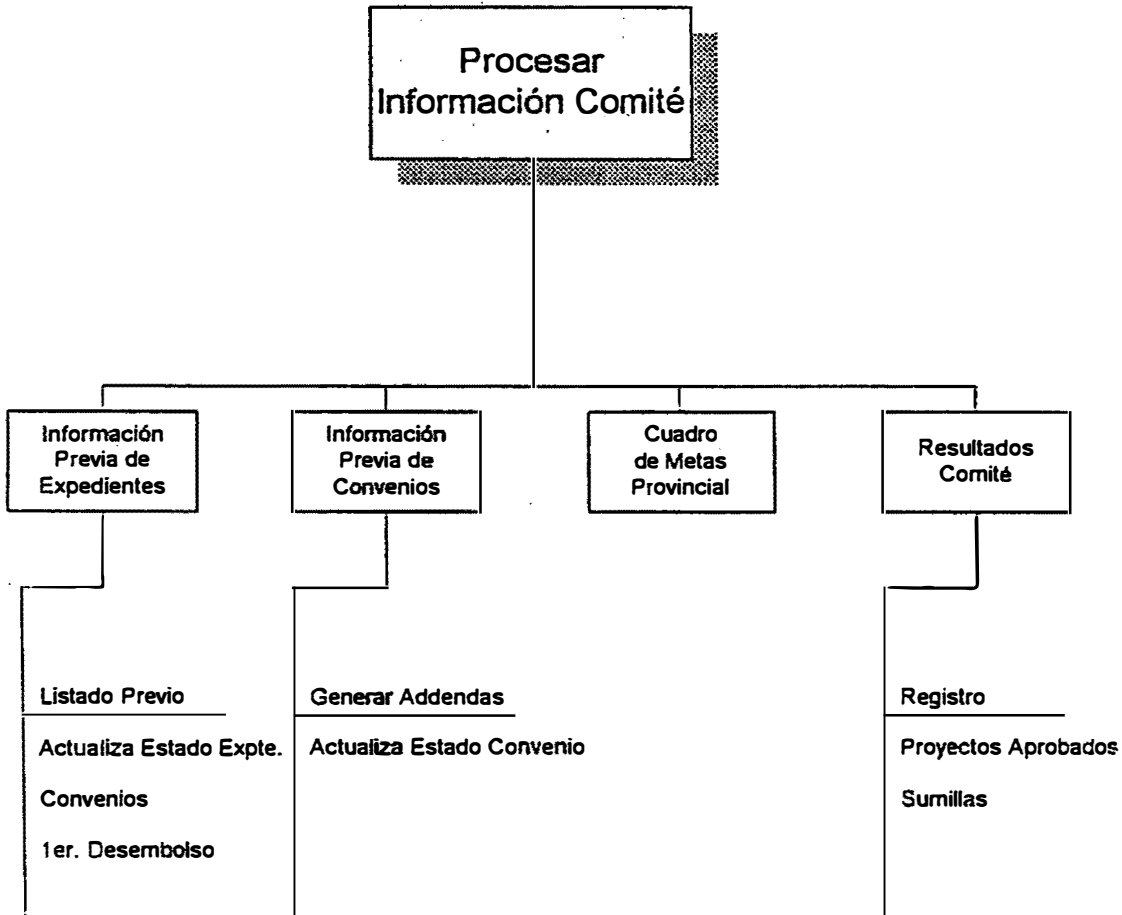 Procesar
Información Comité
Información
Previa de
Expedientes
Información
Previa de
Convenios
Cuadro
de Metas
Provincial
Resultados
Comité
Listado Previo
Actualiza Estado Expte.
Convenios
1er. Desembolso
Generar Addendas
Actualiza Estado Convenio
Registro
Proyectos Aprobados
Sumillas